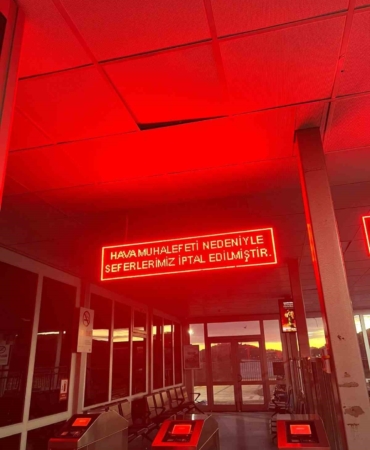 HAVA MUHALEFETİ NEDENİYLE
SEFERLERİMİZ İPTAL EDİLMİŞTİR.